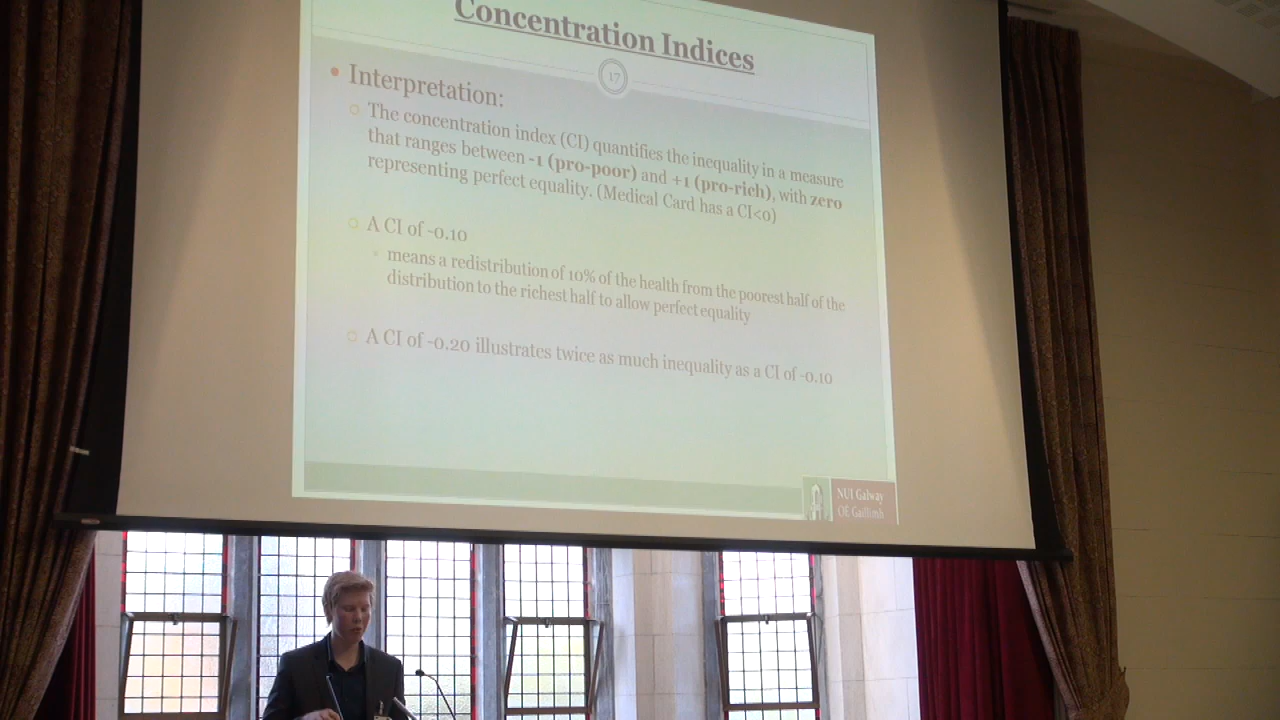 Concentration Indices
17
Interpretation:
The concentration index (CI) quantifies the inequality in a measure
that ranges between -1 (pro-poor) and +1 (pro-rich), with zero
representing perfect equality. (Medical Card has a CI<0)
A CI of -0.10
means a redistribution of 10% of the health from the poorest half of the
distribution to the richest half to allow perfect equality
A CI of -0.20 illustrates twice as much inequality as a CI of -0.10
NUI Galway
OÉ Gaillimh